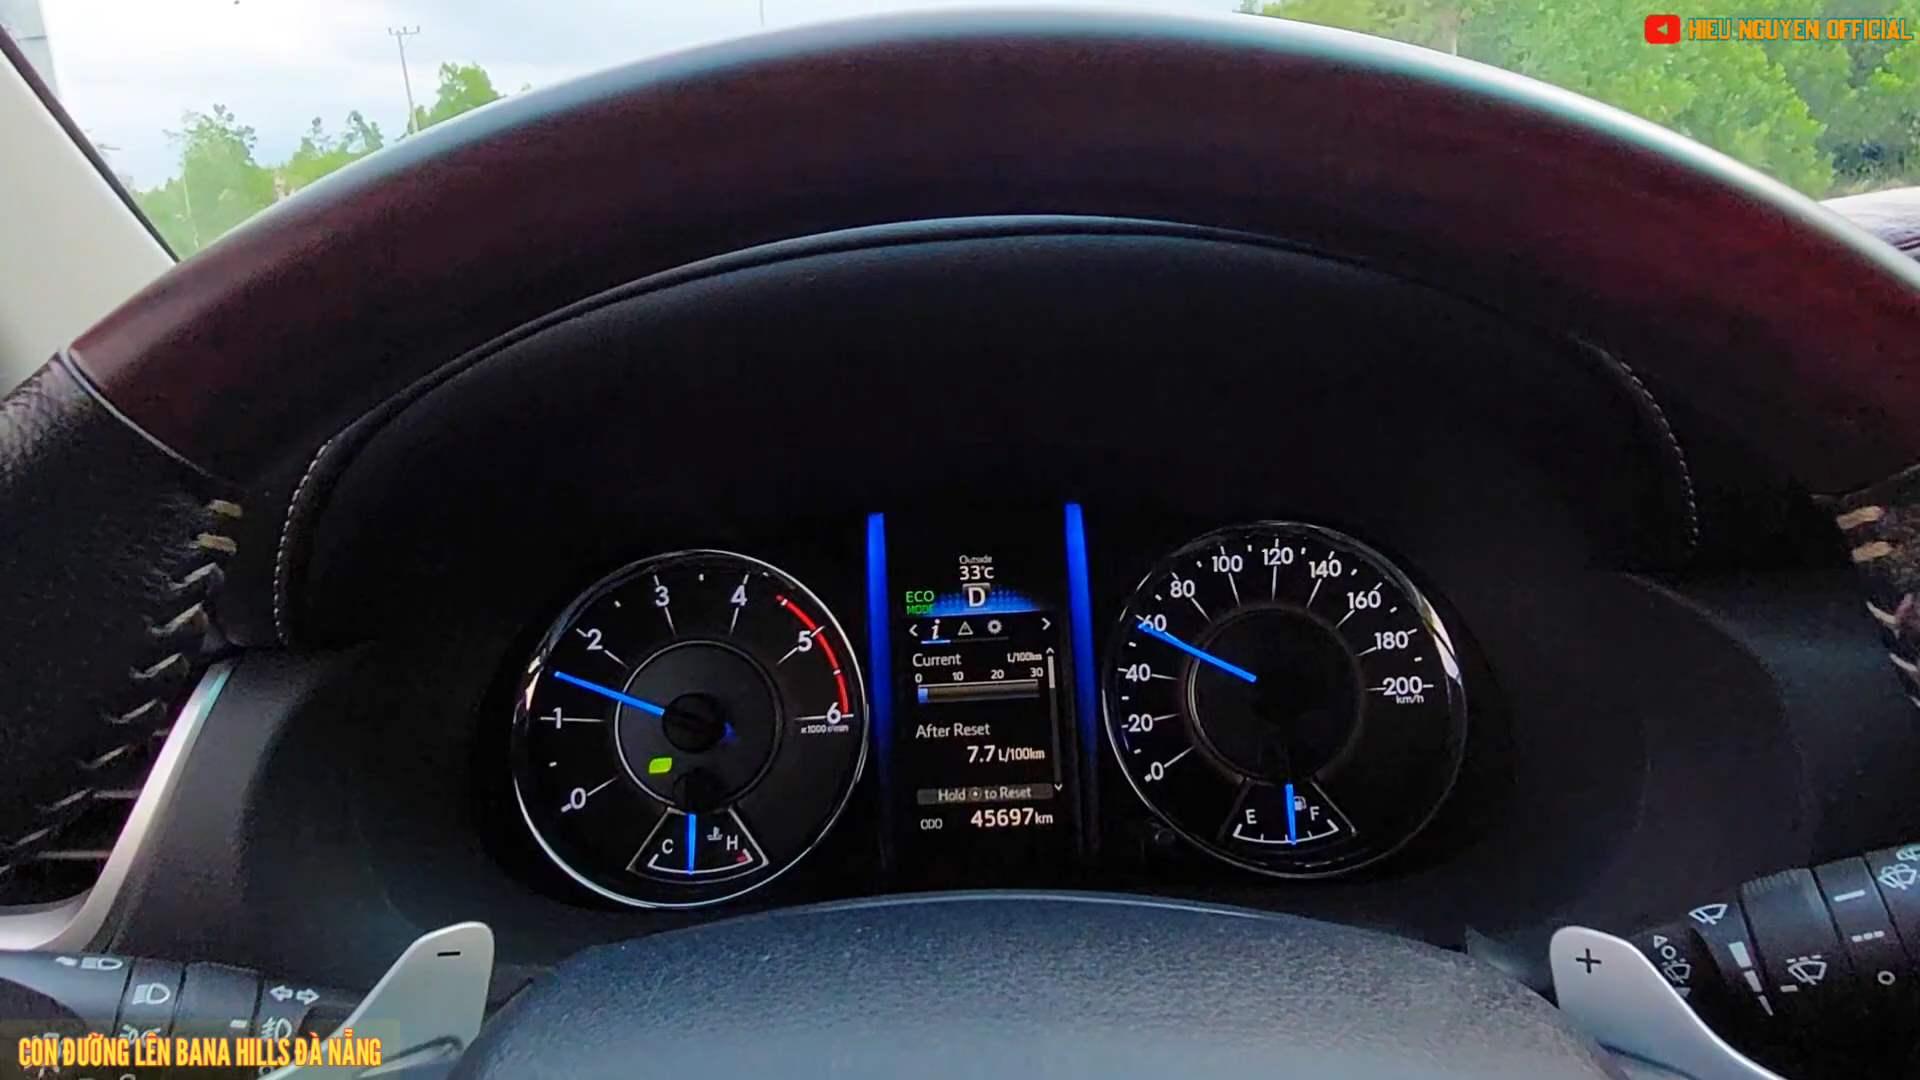 HIEU NGUYEN OFFICIAL
0 1 2 3 4 5 6
x1000 r/min
C H
Outside
33°C
ECO
MODE
D
i
Current L/100km
0 10 20 30
After Reset
7.7 L/100km
Hold to Reset
ODO 45697 km
0 20 40 60 80 100 120 140 160 180 200
km/h
E F
-
+
CON ĐƯỜNG LÊN BANA HILLS ĐÀ NẴNG